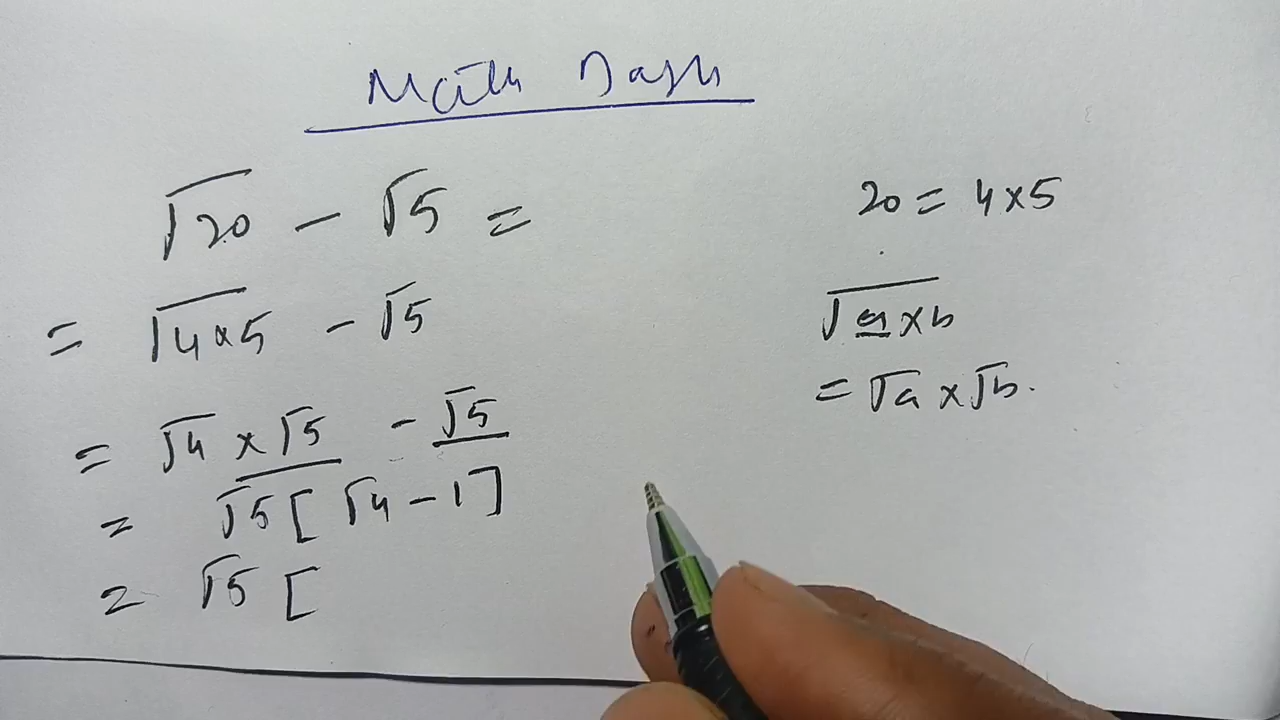 Math Dash
√20 - √5 =
= √4×5 - √5
= √4 × √5 - √5
= √5 [ √4 - 1 ]
= √5 [
20 = 4×5
√a×b
= √a × √b.